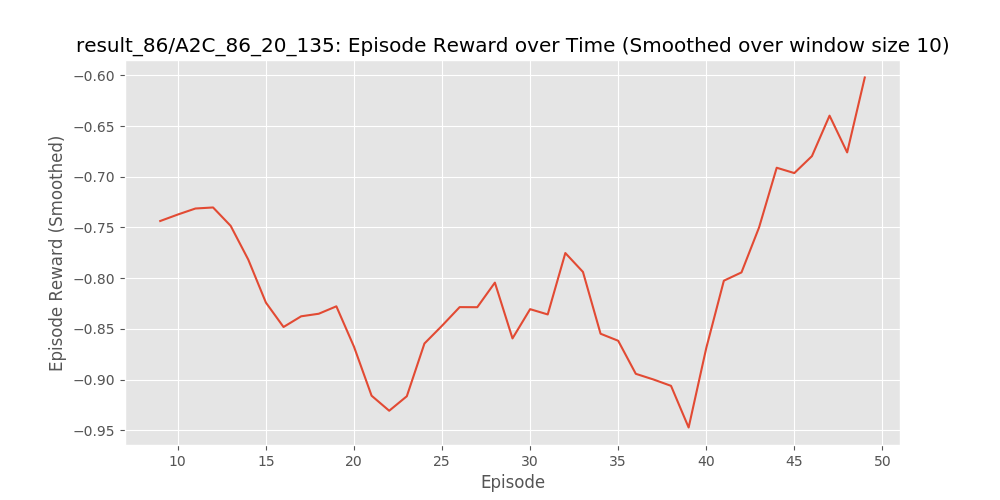 result_86/A2C_86_20_135: Episode Reward over Time (Smoothed over window size 10)
Episode Reward (Smoothed)
−0.60
−0.65
−0.70
−0.75
−0.80
−0.85
−0.90
−0.95
10 15 20 25 30 35 40 45 50
Episode